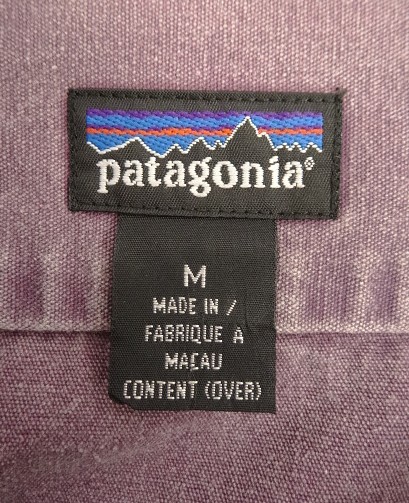 patagonia®
M
MADE IN /
FABRIQUE A
MACAU
CONTENT (OVER)